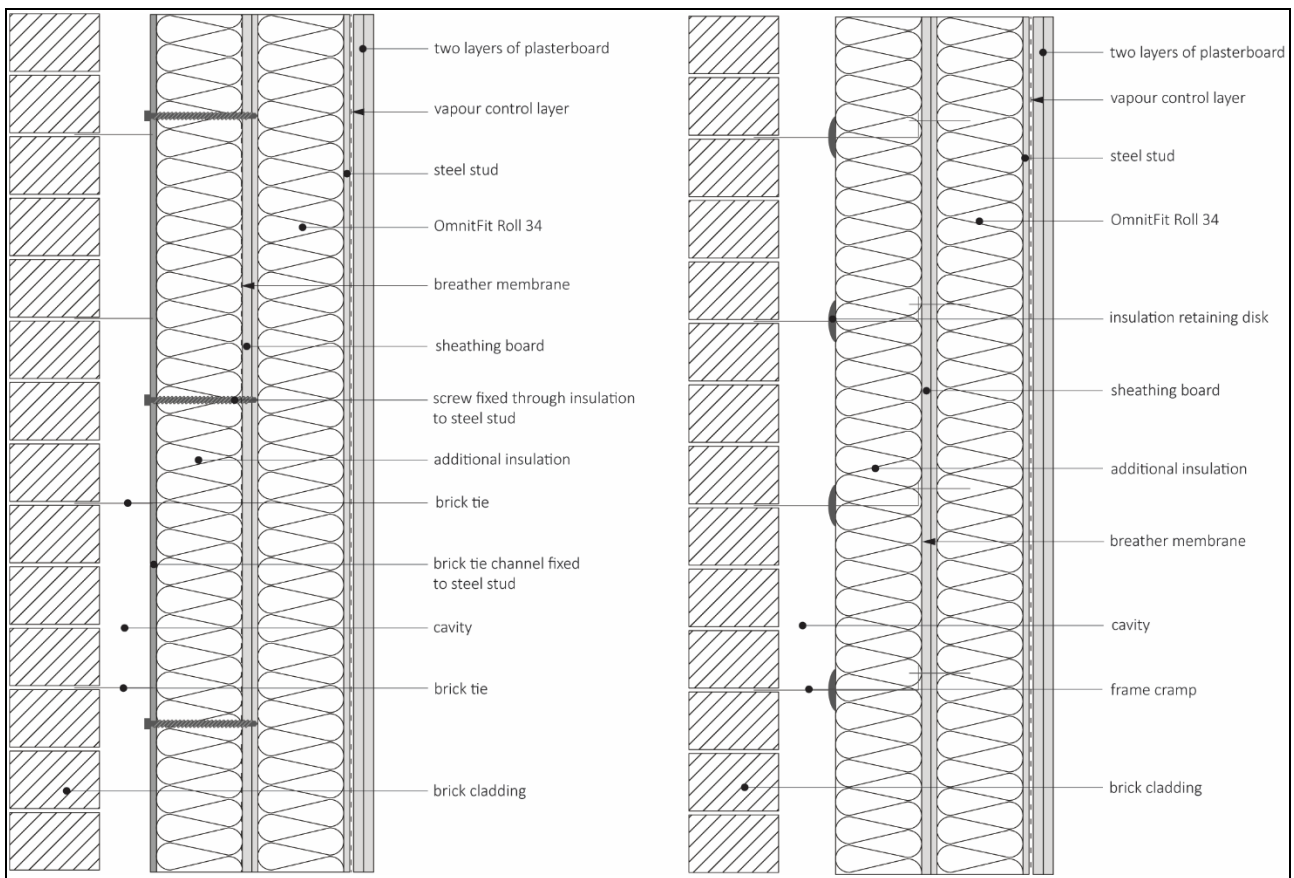 two layers of plasterboard
vapour control layer
steel stud
OmnitFit Roll 34
breather membrane
sheathing board
screw fixed through insulation
to steel stud
additional insulation
brick tie
brick tie channel fixed
to steel stud
cavity
brick tie
brick cladding
two layers of plasterboard
vapour control layer
steel stud
OmnitFit Roll 34
insulation retaining disk
sheathing board
additional insulation
breather membrane
cavity
frame cramp
brick cladding